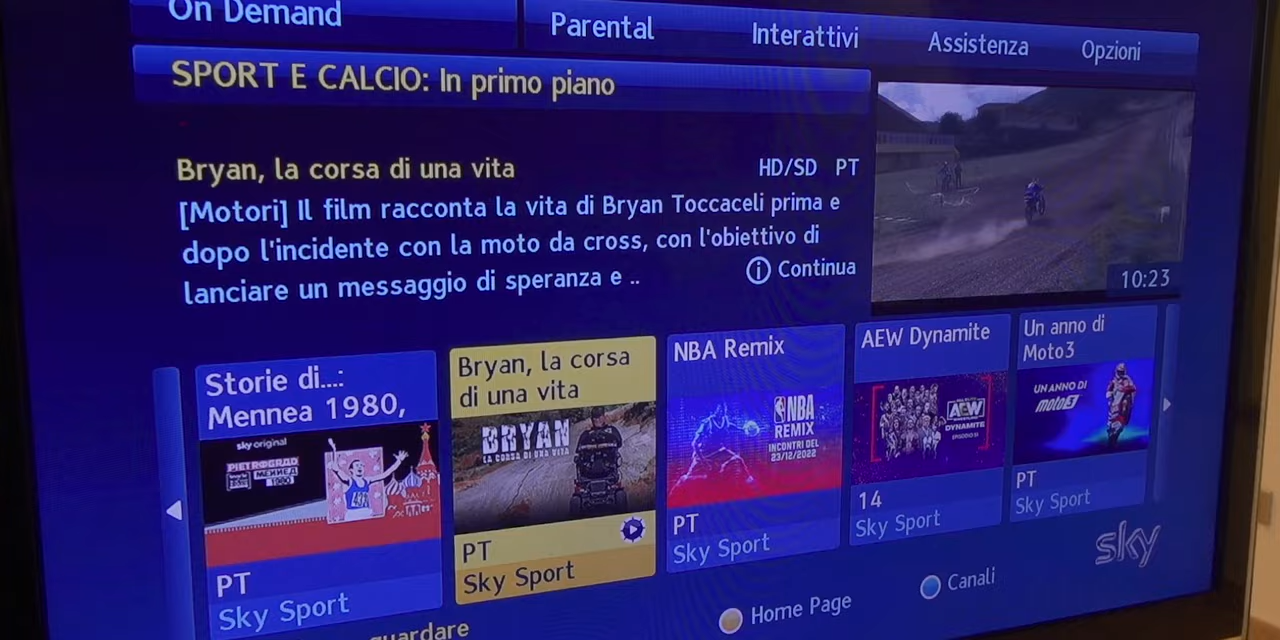 On Demand
Parental
Interattivi
Assistenza
Opzioni
SPORT E CALCIO: In primo piano
Bryan, la corsa di una vita
HD/SD PT
[Motori] Il film racconta la vita di Bryan Toccaceli prima e
dopo l'incidente con la moto da cross, con l'obiettivo di
lanciare un messaggio di speranza e ..
i Continua
10:23
Storie di...:
Mennea 1980,
sky original
PIETROGRAD
МЕННЕА
1980
PT
Sky Sport
Bryan, la corsa
di una vita
BRYAN
LA CORSA DI UNA VITA
PT
Sky Sport
NBA Remix
NBA
REMIX
INCONTRI DEL
23/12/2022
PT
Sky Sport
AEW Dynamite
AEW
DYNAMITE
14
Sky Sport
Un anno di
Moto3
UN ANNO DI
moto3
PT
Sky Sport
sky
guardare
Home Page
Canali